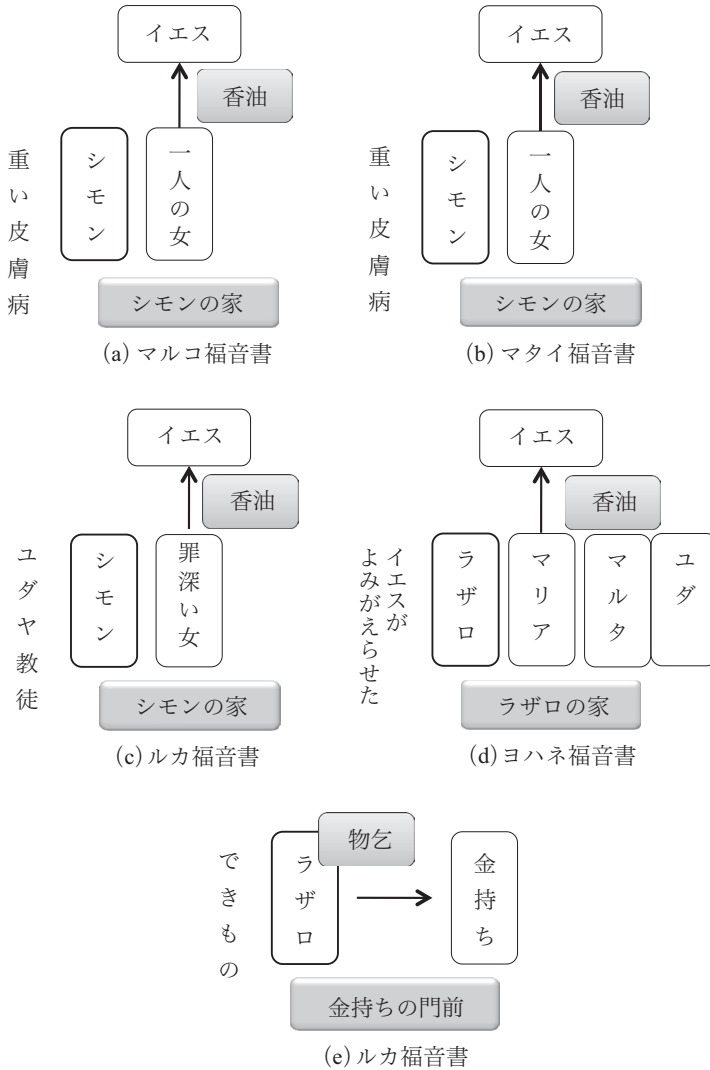 イエス
香油
重い皮膚病
シモン
一人の女
シモンの家
(a) マルコ福音書
イエス
香油
重い皮膚病
シモン
一人の女
シモンの家
(b) マタイ福音書
イエス
香油
ユダヤ教徒
シモン
罪深い女
シモンの家
(c) ルカ福音書
イエス
香油
イエスが
よみがえらせた
ラザロ
マリア
マルタ
ユダ
ラザロの家
(d) ヨハネ福音書
できもの
ラザロ
物乞
金持ち
金持ちの門前
(e) ルカ福音書